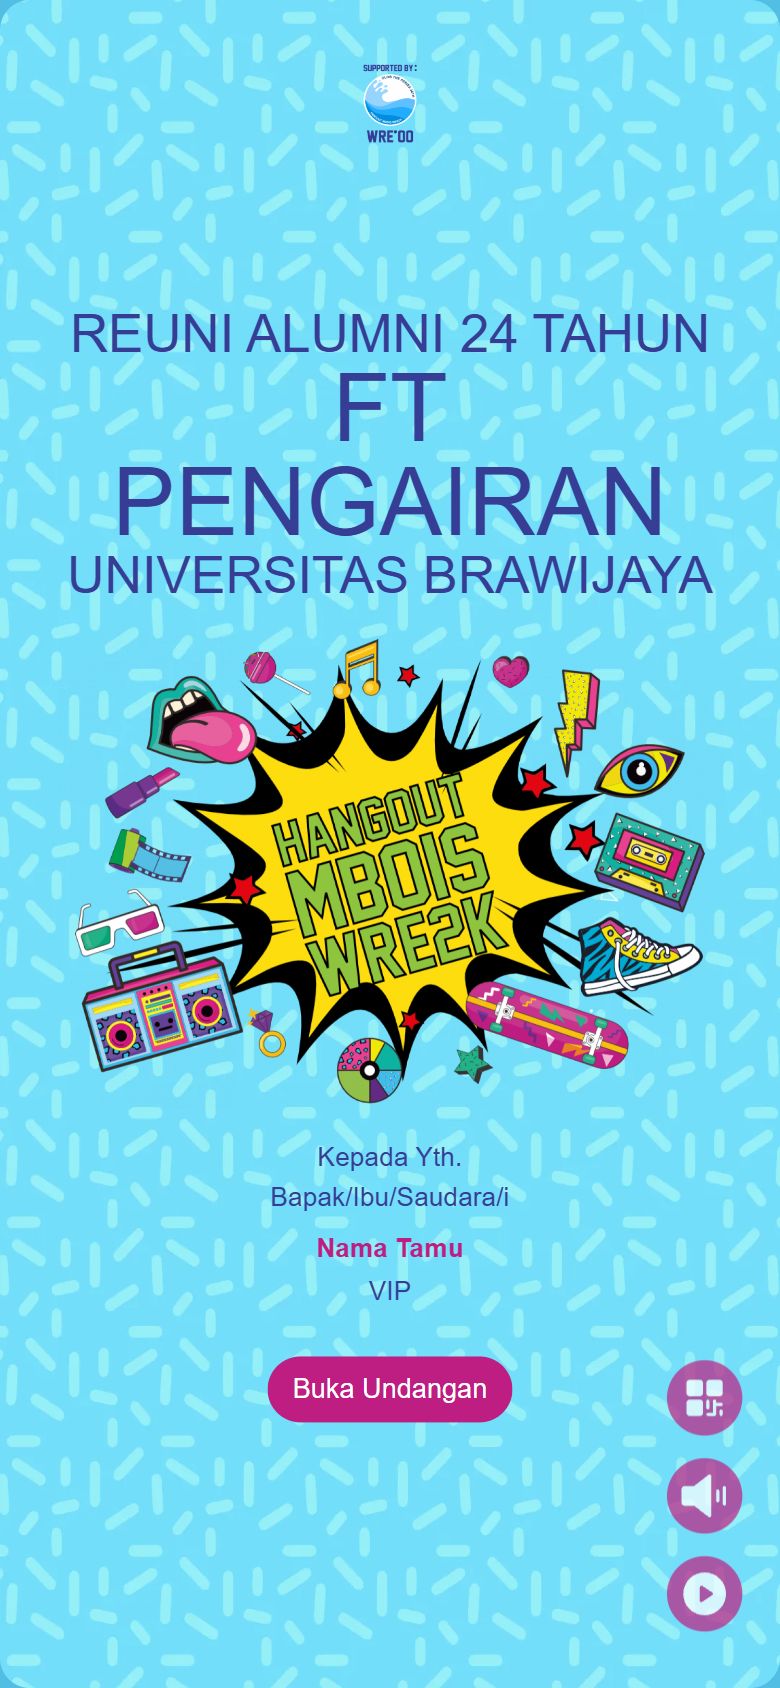 SUPPORTED BY :
WRE'00
REUNI ALUMNI 24 TAHUN
FT
PENGAIRAN
UNIVERSITAS BRAWIJAYA
HANGOUT
MBOIS
WRE2K
Kepada Yth.
Bapak/Ibu/Saudara/i
Nama Tamu
VIP
Buka Undangan